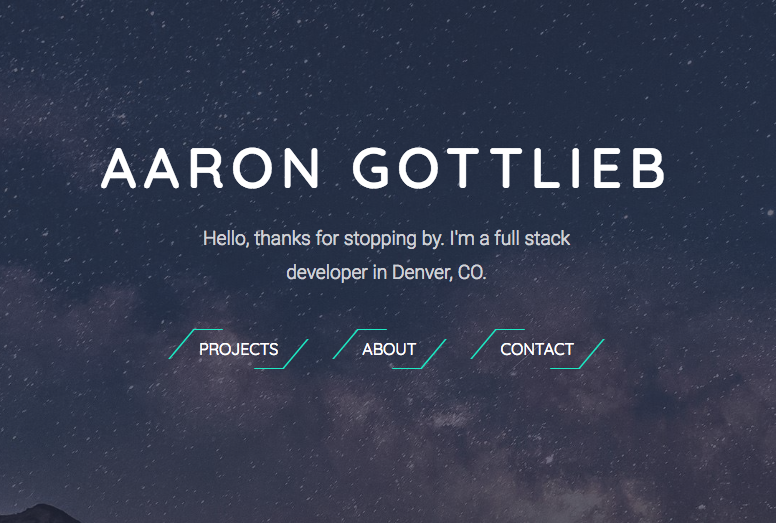 AARON GOTTLIEB
Hello, thanks for stopping by. I'm a full stack
developer in Denver, CO.
PROJECTS ABOUT CONTACT